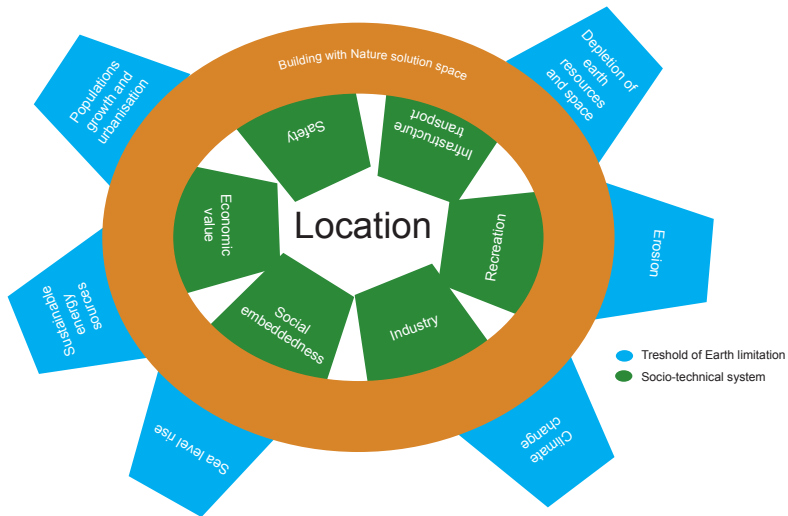 Building with Nature solution space
Populations
growth and
urbanisation
Depletion of
earth
resources
and space
Safety
Infrastructure
transport
Economic
value
Location
Recreation
Erosion
Sustainable
energy
sources
Social
embeddedness
Industry
Treshold of Earth limitation
Socio-technical system
Sea level rise
Climate
change